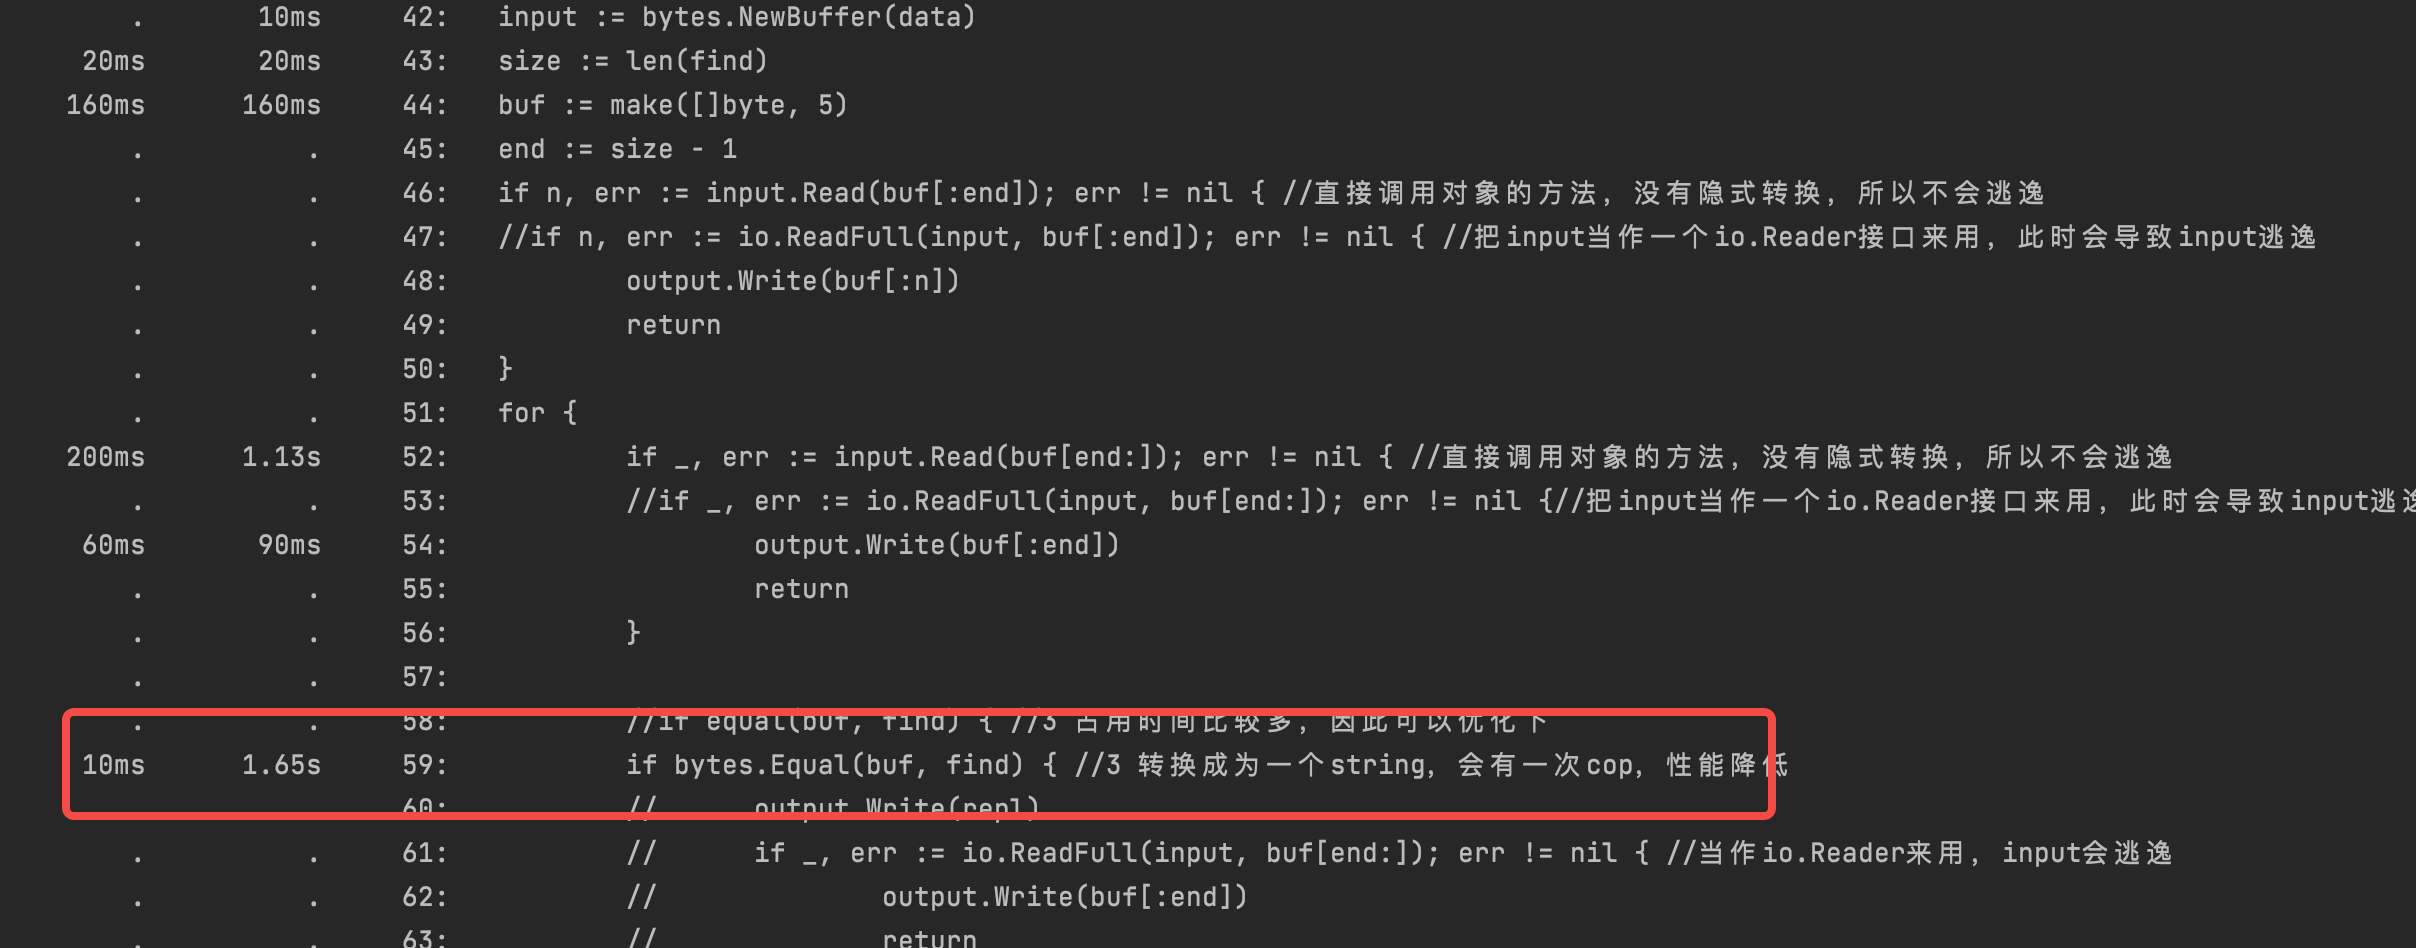 . 10ms 42: input := bytes.NewBuffer(data)
20ms 20ms 43: size := len(find)
160ms 160ms 44: buf := make([]byte, 5)
. . 45: end := size - 1
. . 46: if n, err := input.Read(buf[:end]); err != nil { //直接调用对象的方法，没有隐式转换，所以不会逃逸
. . 47: //if n, err := io.ReadFull(input, buf[:end]); err != nil { //把input当作一个io.Reader接口来用，此时会导致input逃逸
. . 48: output.Write(buf[:n])
. . 49: return
. . 50: }
. . 51: for {
200ms 1.13s 52: if _, err := input.Read(buf[end:]); err != nil { //直接调用对象的方法，没有隐式转换，所以不会逃逸
. . 53: //if _, err := io.ReadFull(input, buf[end:]); err != nil {//把input当作一个io.Reader接口来用，此时会导致input逃逸
60ms 90ms 54: output.Write(buf[:end])
. . 55: return
. . 56: }
. . 57:
. . 58: //if equal(buf, find) { //3 占用时间比较多，因此可以优化下
10ms 1.65s 59: if bytes.Equal(buf, find) { //3 转换成为一个string，会有一次cop，性能降低
60: // output.Write(repl)
. . 61: // if _, err := io.ReadFull(input, buf[end:]); err != nil { //当作io.Reader来用，input会逃逸
. . 62: // output.Write(buf[:end])
. . 63: // return